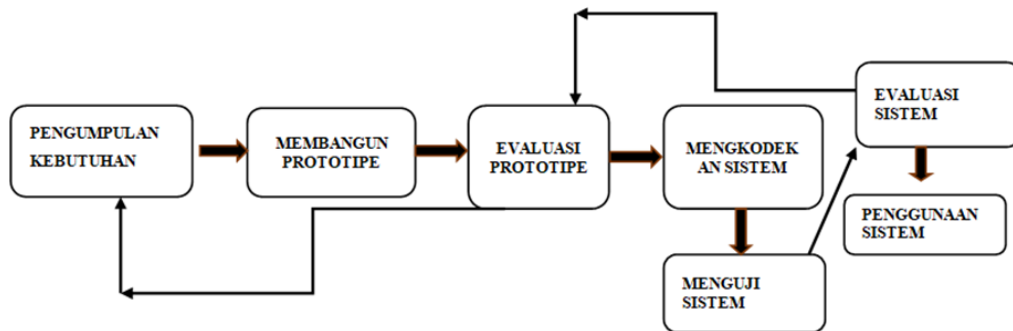 PENGUMPULAN
KEBUTUHAN
MEMBANGUN
PROTOTIPE
EVALUASI
PROTOTIPE
MENGKODEK
AN SISTEM
MENGUJI
SISTEM
EVALUASI
SISTEM
PENGGUNAAN
SISTEM